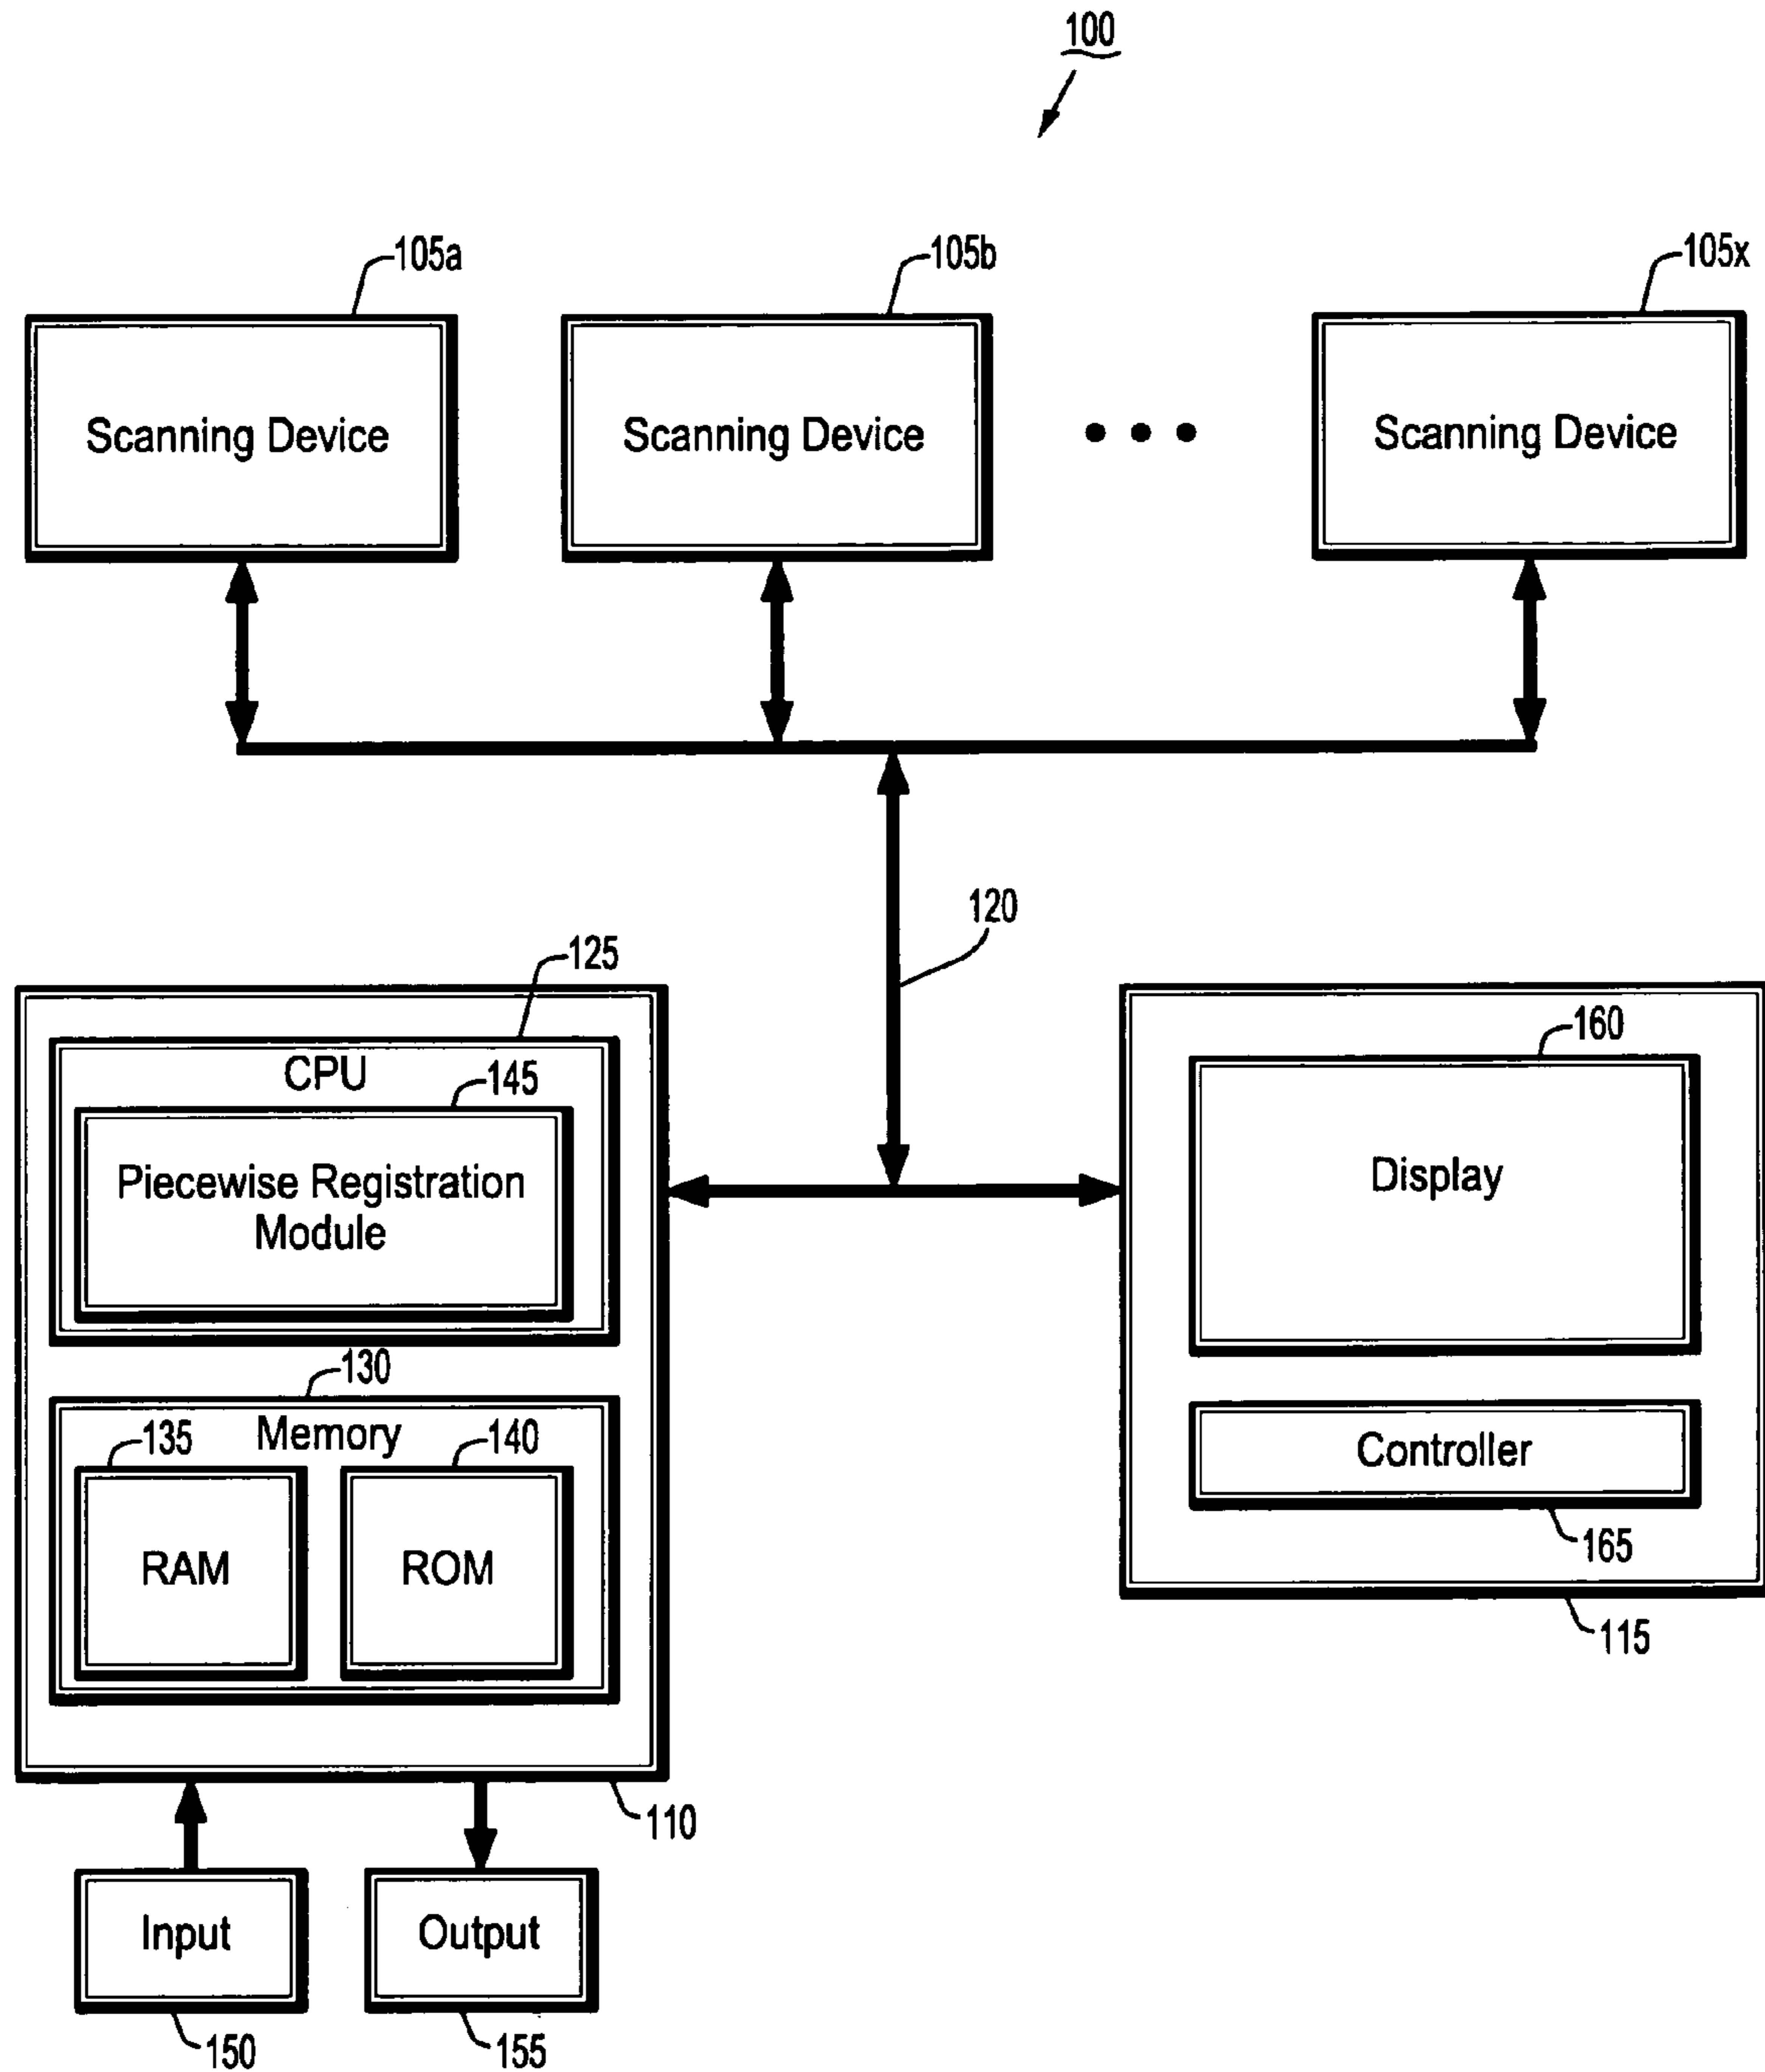 100
105a
105b
105x
Scanning Device
Scanning Device
Scanning Device
120
125
CPU
145
Piecewise Registration
Module
130
Memory
135
140
RAM
ROM
110
Input
Output
150
155
160
Display
Controller
165
115